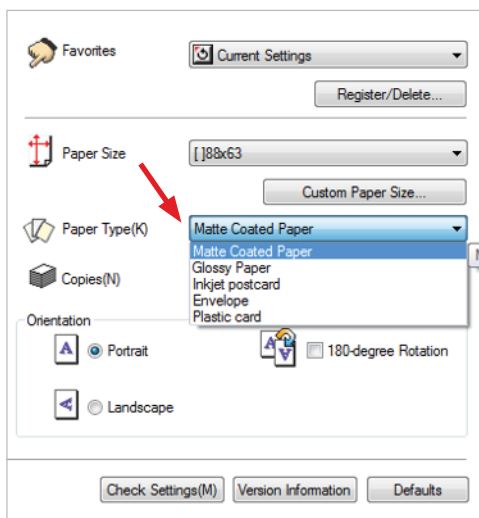 Favorites
Current Settings
Register/Delete...
Paper Size
[ ]88x63
Custom Paper Size...
Paper Type(K)
Matte Coated Paper
Matte Coated Paper
Glossy Paper
Copies(N)
Inkjet postcard
Envelope
Plastic card
Orientation
A
Portrait
A
A
180-degree Rotation
A
Landscape
Check Settings(M)
Version Information
Defaults